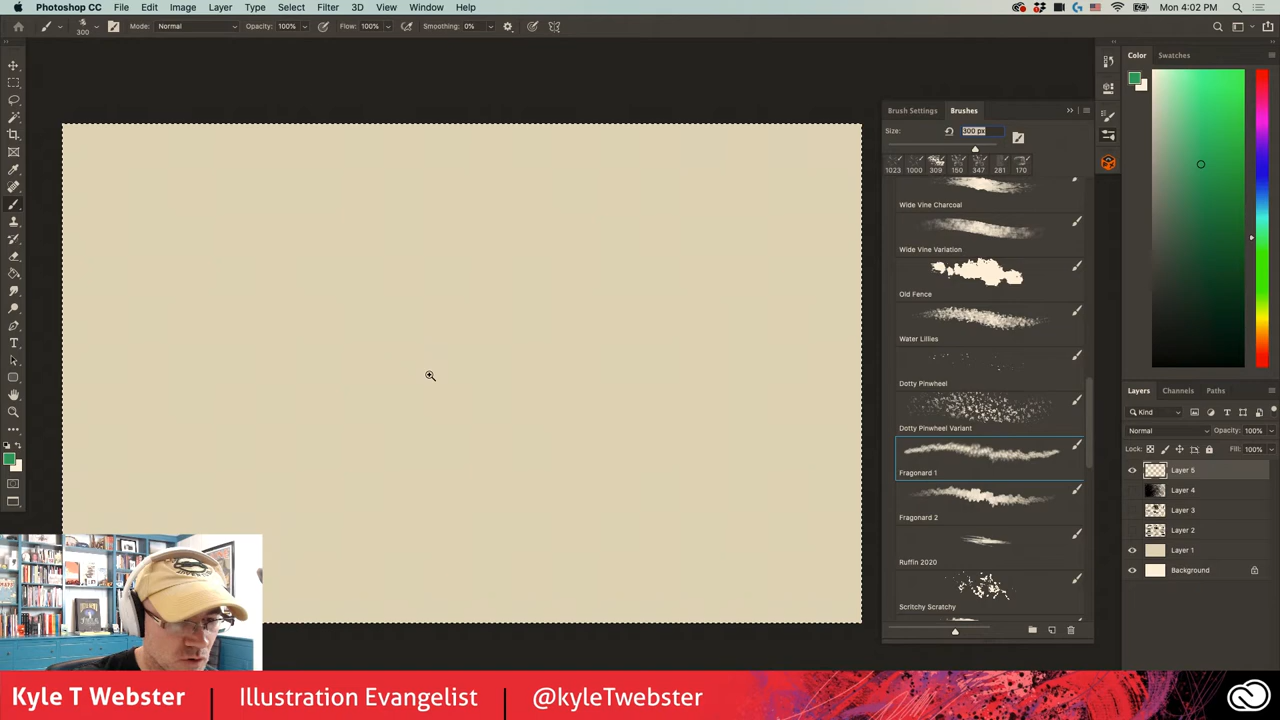 Photoshop CC File Edit Image Layer Type Select Filter 3D View Window Help Mon 4:02 PM
300 Mode: Normal Opacity: 100% Flow: 100% Smoothing: 0%
Color Swatches
Brush Settings Brushes
Size: 300 px
1023 1000 309 150 347 281 170
Wide Vine Charcoal
Wide Vine Variation
Old Fence
Water Lillies
Dotty Pinwheel
Dotty Pinwheel Variant
Fragonard 1
Fragonard 2
Ruffin 2020
Scritchy Scratchy
Layers Channels Paths
Kind
Normal Opacity: 100%
Lock: Fill: 100%
Layer 5
Layer 4
Layer 3
Layer 2
Layer 1
Background
Kyle T Webster | Illustration Evangelist | @kyleTwebster